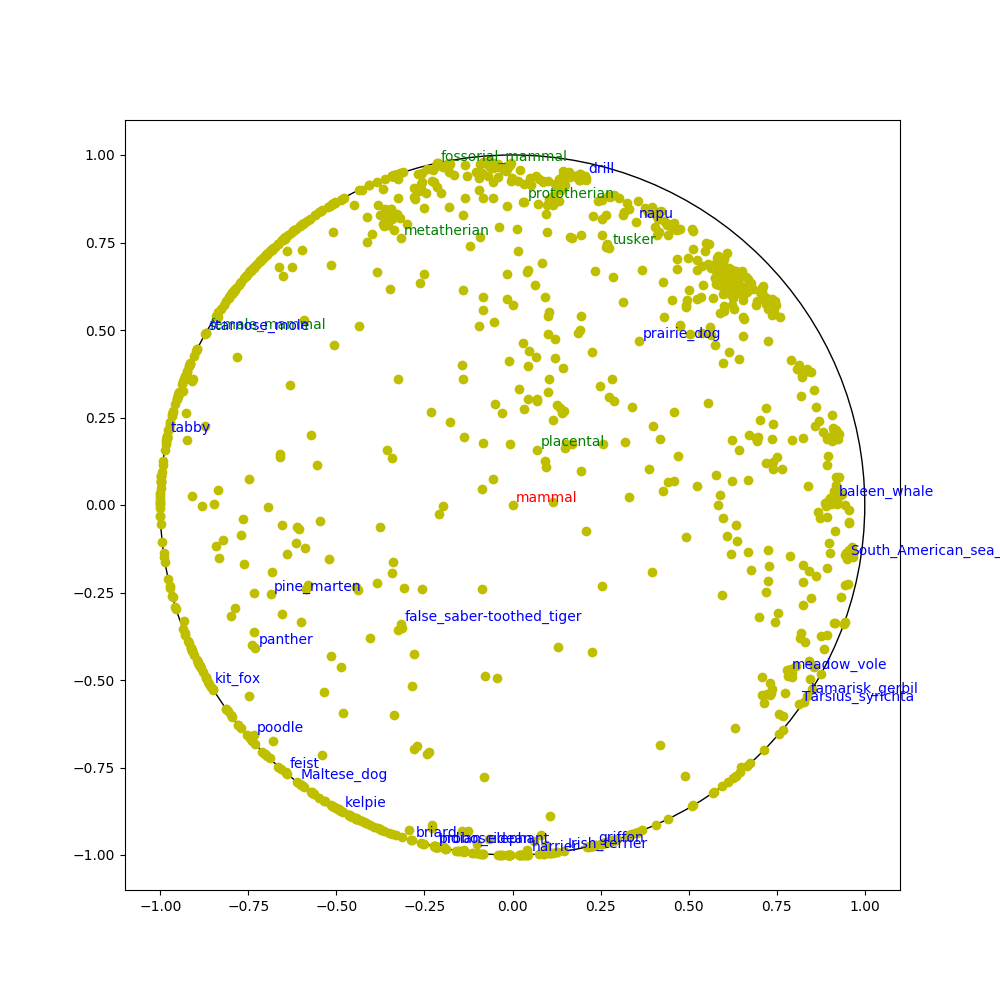 1.00
0.75
0.50
0.25
0.00
−0.25
−0.50
−0.75
−1.00
fossorial_mammal
drill
prototherian
napu
metatherian
tusker
female_mammal
starnose_mole
prairie_dog
tabby
placental
mammal
baleen_whale
South_American_sea_
pine_marten
false_saber-toothed_tiger
panther
meadow_vole
kit_fox
tamarisk_gerbil
Tarsius_syrichta
poodle
feist
Maltese_dog
kelpie
briard
griffon
Irish_terrier
harrier
−1.00 −0.75 −0.50 −0.25 0.00 0.25 0.50 0.75 1.00